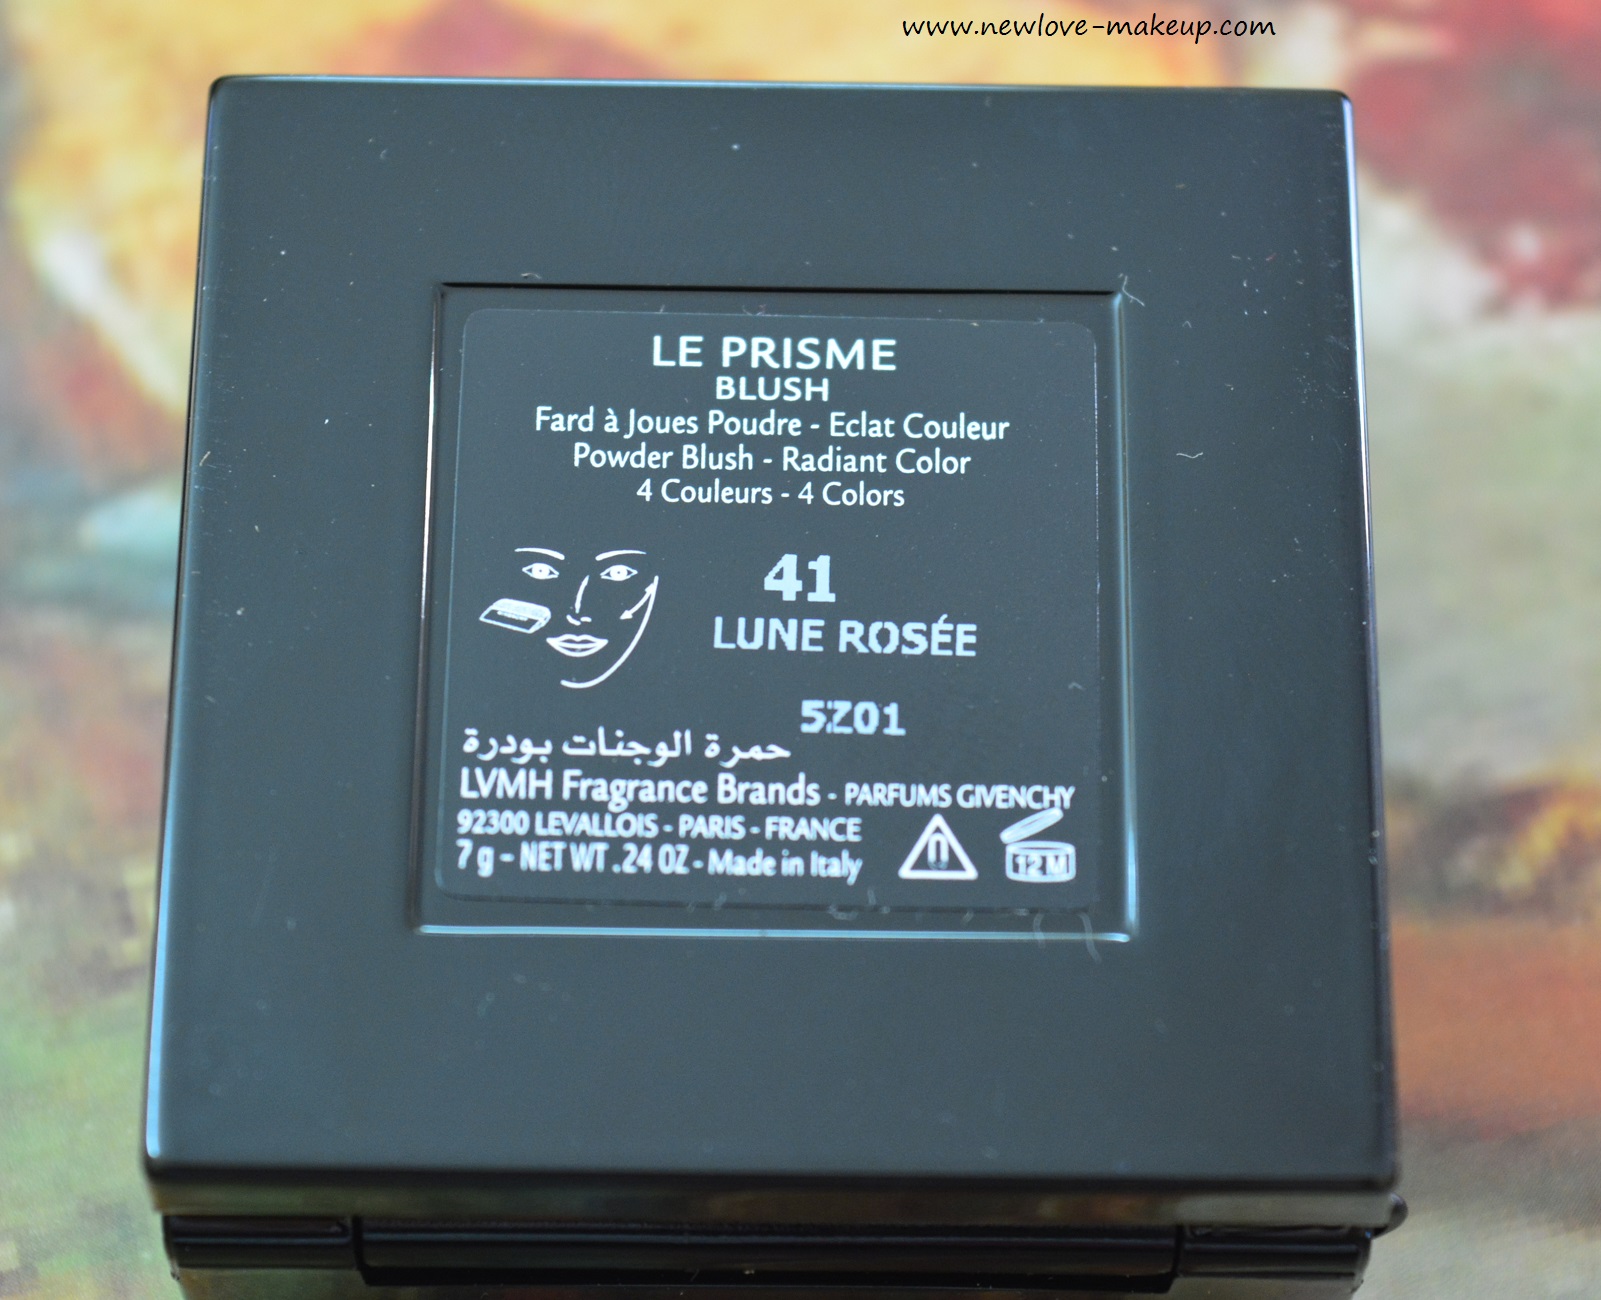 www.newlove-makeup.com
LE PRISME
BLUSH
Fard à Joues Poudre - Eclat Couleur
Powder Blush - Radiant Color
4 Couleurs - 4 Colors
41
LUNE ROSÉE
5Z01
حمرة الوجنات بودرة
LVMH Fragrance Brands - PARFUMS GIVENCHY
92300 LEVALLOIS - PARIS - FRANCE
7 g - NET WT .24 OZ - Made in Italy
12 M